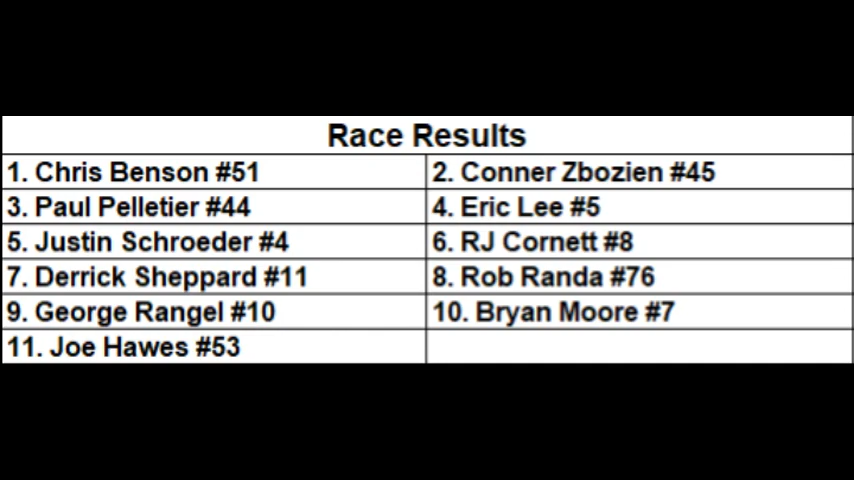 Race Results
1. Chris Benson #51
2. Conner Zbozien #45
3. Paul Pelletier #44
4. Eric Lee #5
5. Justin Schroeder #4
6. RJ Cornett #8
7. Derrick Sheppard #11
8. Rob Randa #76
9. George Rangel #10
10. Bryan Moore #7
11. Joe Hawes #53